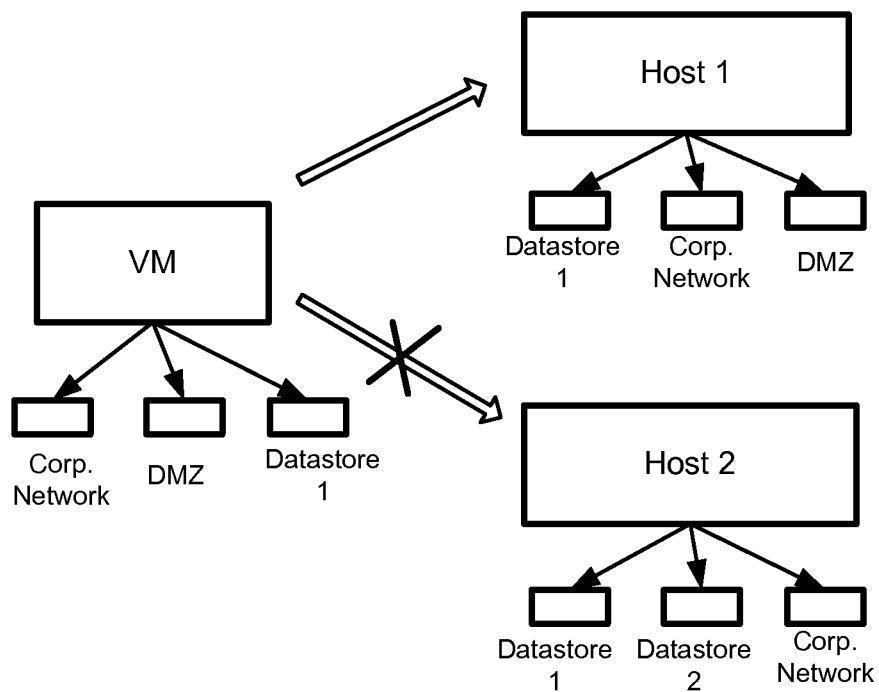 Host 1
Datastore
1
Corp.
Network
DMZ
VM
Corp.
Network
DMZ
Datastore
1
Host 2
Datastore
1
Datastore
2
Corp.
Network